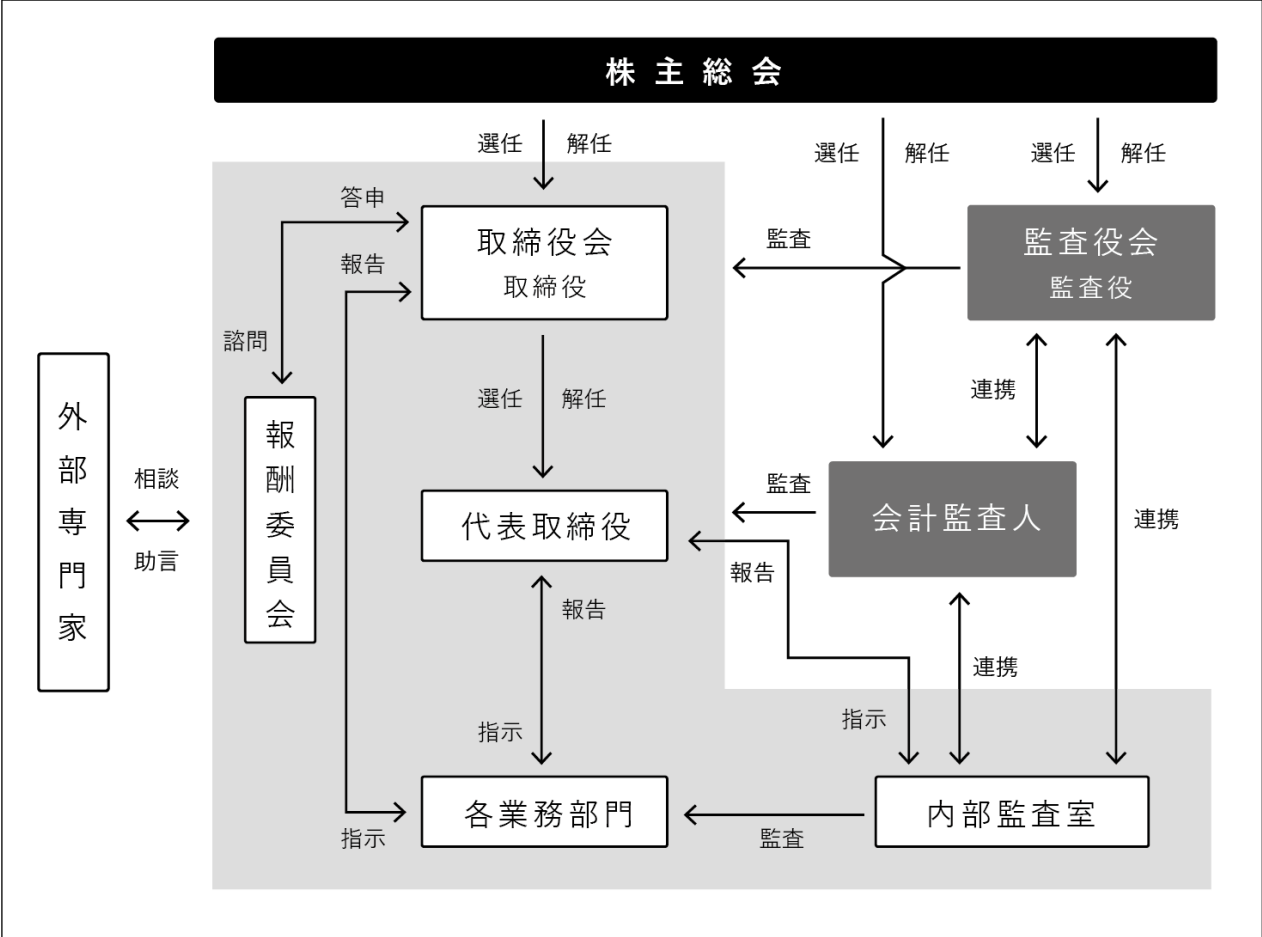 株主総会
選任
解任
選任
解任
選任
解任
答申
取締役会
取締役
監査
監査役会
監査役
報告
諮問
選任
解任
連携
外部専門家
相談
助言
報酬委員会
代表取締役
監査
会計監査人
連携
報告
報告
連携
指示
指示
各業務部門
内部監査室
指示
監査